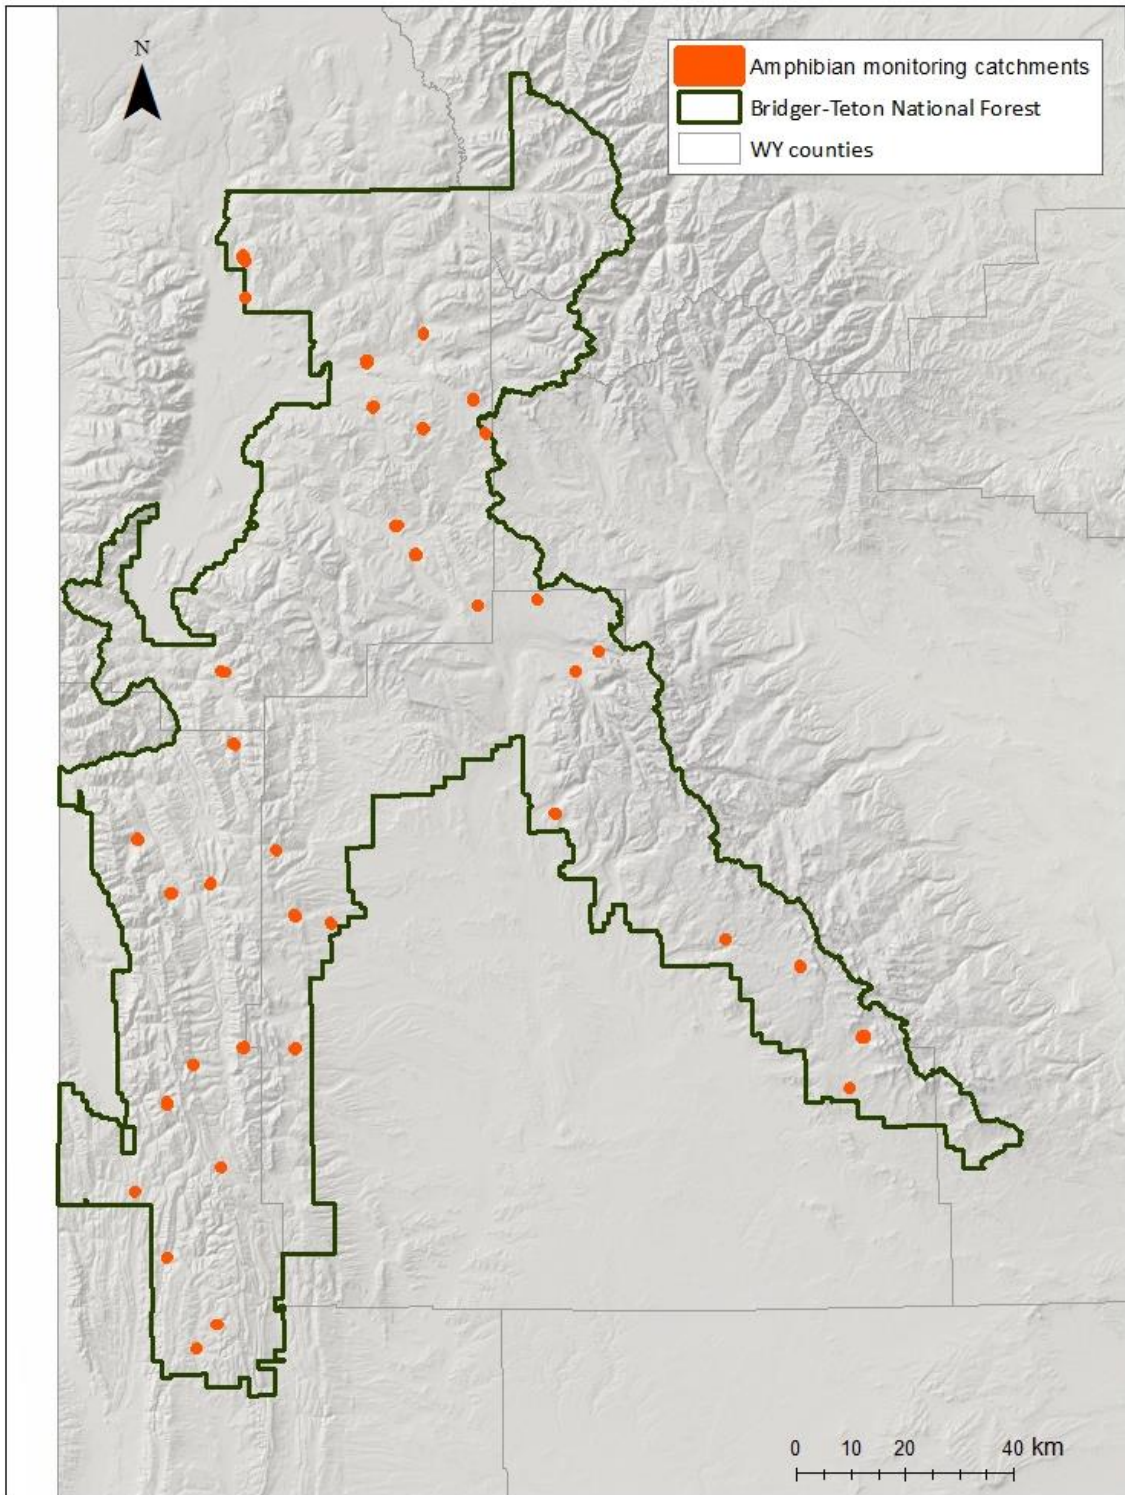 N
Amphibian monitoring catchments
Bridger-Teton National Forest
WY counties
0 10 20 40 km